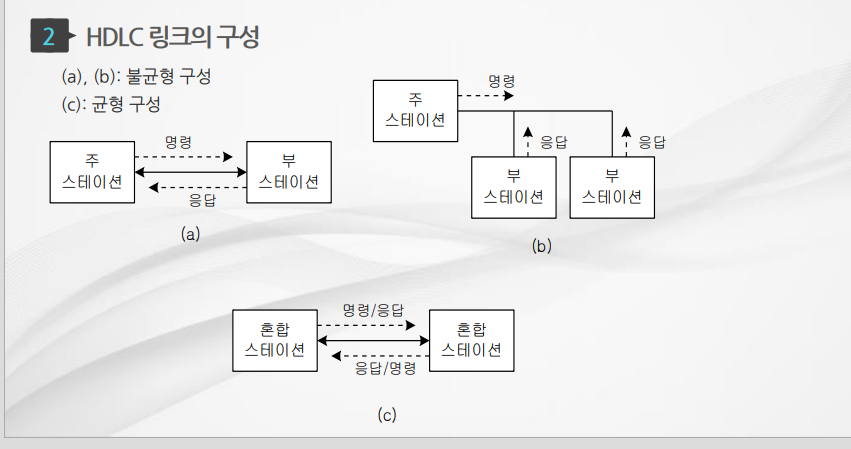 2 HDLC 링크의 구성
(a), (b): 불균형 구성
(c): 균형 구성
주
스테이션
명령
응답
부
스테이션
(a)
주
스테이션
명령
응답
응답
부
스테이션
부
스테이션
(b)
혼합
스테이션
명령/응답
응답/명령
혼합
스테이션
(c)